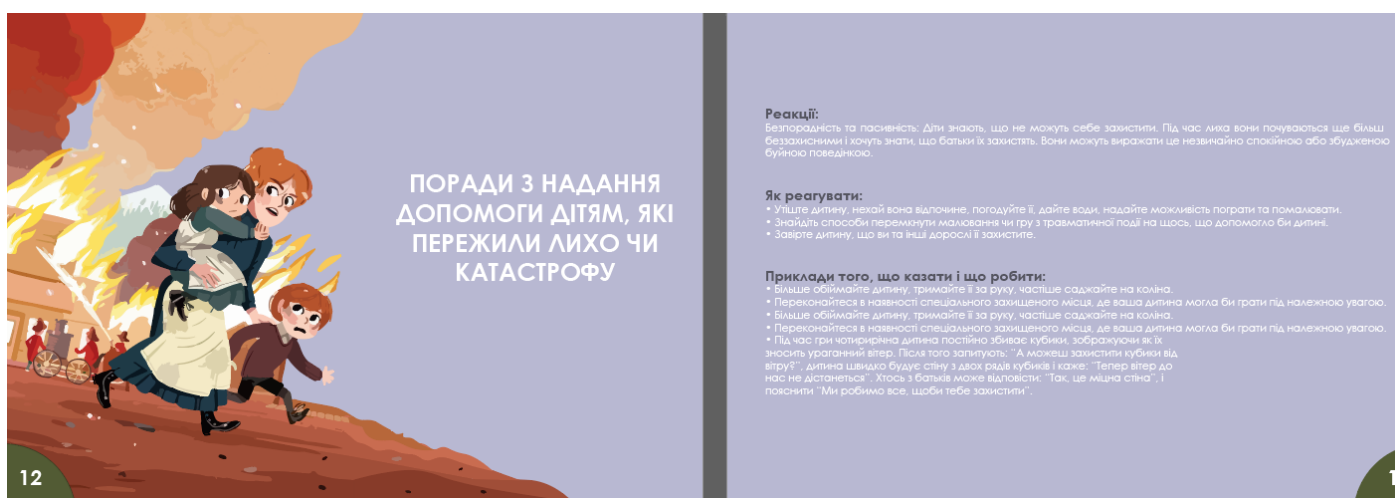 ПОРАДИ З НАДАННЯ
ДОПОМОГИ ДІТЯМ, ЯКІ
ПЕРЕЖИЛИ ЛИХО ЧИ
КАТАСТРОФУ
12
Реакції:
Безпорадність та пасивність: Діти знають, що не можуть себе захистити. Під час лиха вони почуваються ще більш
беззахисними і хочуть знати, що батьки їх захистять. Вони можуть виражати це незвичайно спокійною або збудженою
буйною поведінкою.
Як реагувати:
• Утіште дитину, нехай вона відпочине, погодуйте її, дайте води, надайте можливість пограти та помалювати.
• Знайдіть способи перемкнути малювання чи гру з травматичної події на щось, що допомогло би дитині.
• Завірте дитину, що ви та інші дорослі її захистите.
Приклади того, що казати і що робити:
• Більше обіймайте дитину, тримайте її за руку, частіше саджайте на коліна.
• Переконайтеся в наявності спеціального захищеного місця, де ваша дитина могла би грати під належною увагою.
• Більше обіймайте дитину, тримайте її за руку, частіше саджайте на коліна.
• Переконайтеся в наявності спеціального захищеного місця, де ваша дитина могла би грати під належною увагою.
• Під час гри чотирирічна дитина постійно збиває кубики, зображуючи як їх
зносить ураганний вітер. Після того запитують: "А можеш захистити кубики від
вітру?", дитина швидко будує стіну з двох рядів кубиків і каже: "Тепер вітер до
нас не дістанеться". Хтось з батьків може відповісти: "Так, це міцна стіна", і
пояснити "Ми робимо все, щоби тебе захистити".